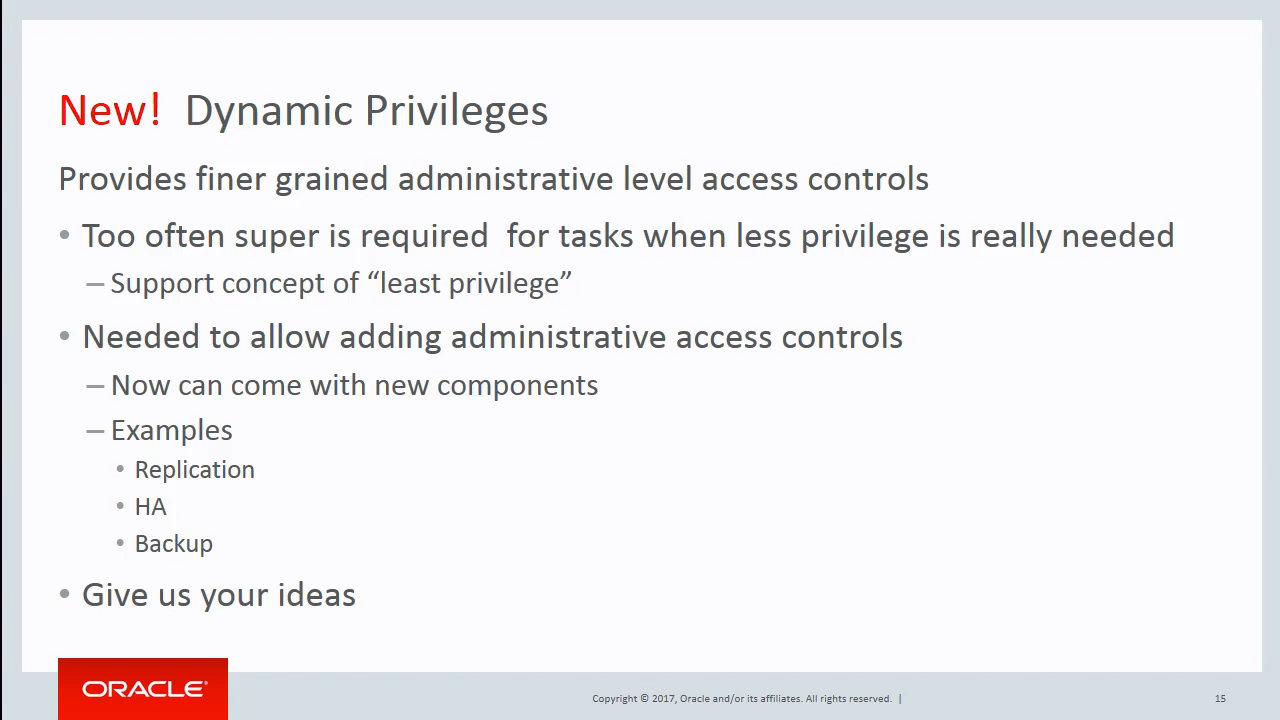 New! Dynamic Privileges
Provides finer grained administrative level access controls
• Too often super is required for tasks when less privilege is really needed
– Support concept of “least privilege”
• Needed to allow adding administrative access controls
– Now can come with new components
– Examples
• Replication
• HA
• Backup
• Give us your ideas
ORACLE®
Copyright © 2017, Oracle and/or its affiliates. All rights reserved. |
15